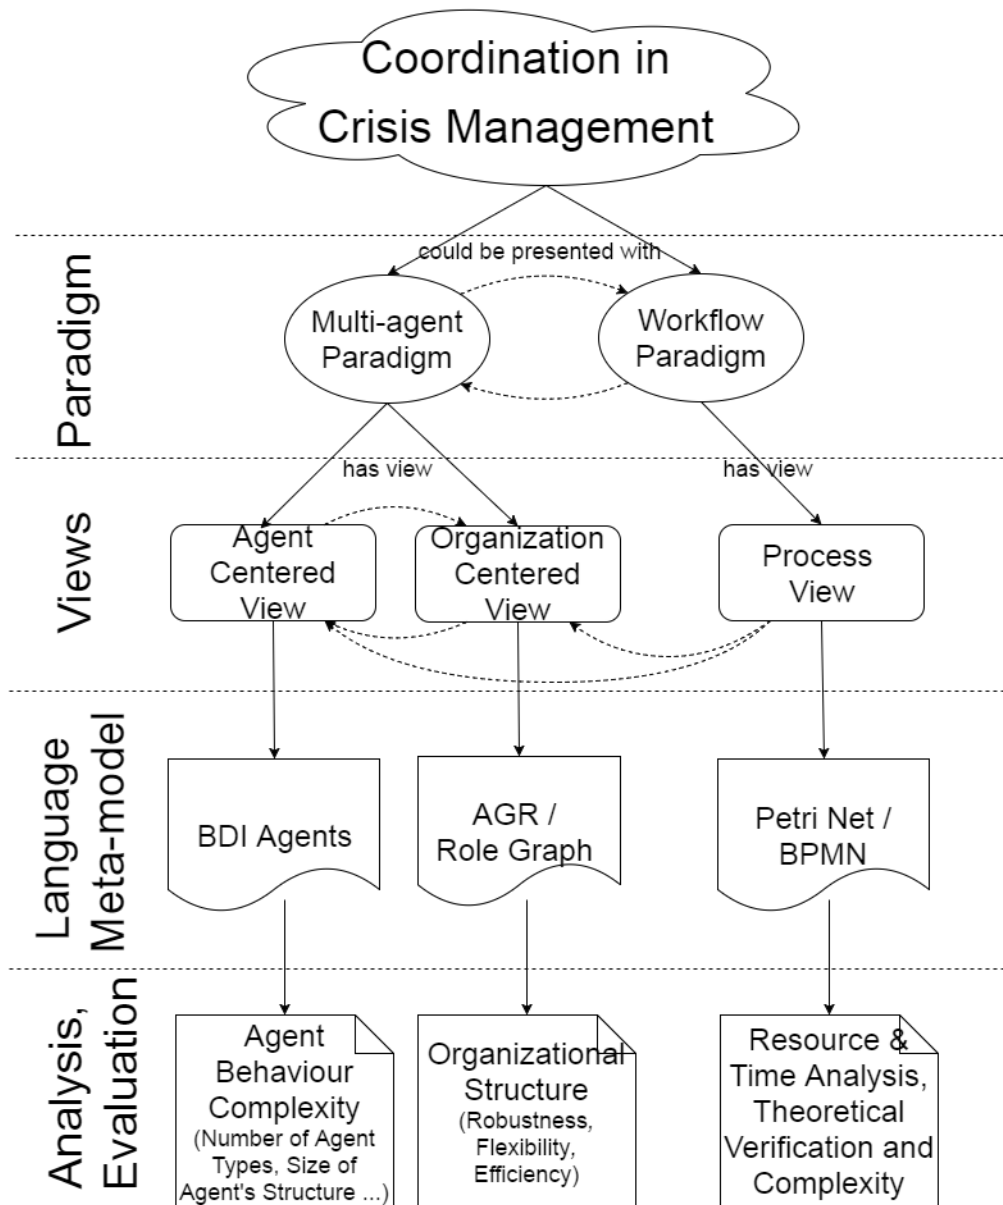 Coordination in
Crisis Management
could be presented with
Paradigm
Multi-agent
Paradigm
Workflow
Paradigm
has view
has view
Views
Agent
Centered
View
Organization
Centered
View
Process
View
Language
Meta-model
BDI Agents
AGR /
Role Graph
Petri Net /
BPMN
Analysis,
Evaluation
Agent
Behaviour
Complexity
(Number of Agent
Types, Size of
Agent's Structure ...)
Organizational
Structure
(Robustness,
Flexibility,
Efficiency)
Resource &
Time Analysis,
Theoretical
Verification and
Complexity